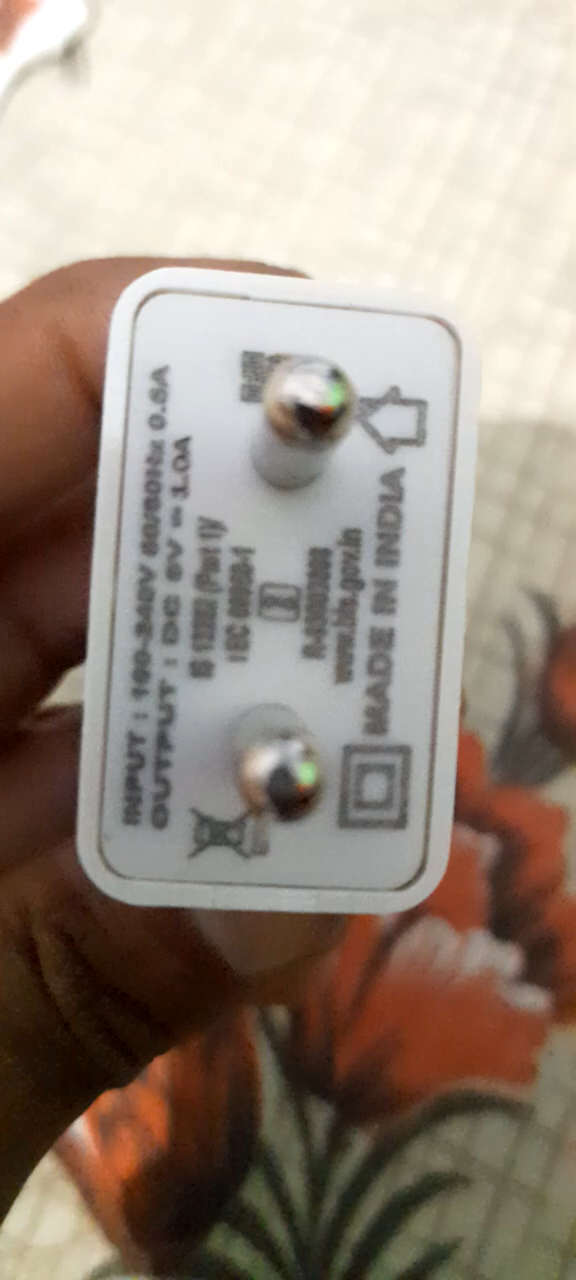 INPUT : 100-240V 50/60Hz 0.5A
OUTPUT : DC 5V = 1.0A
IS 13252 (Part 1)/
IEC 60950-1
www.bis.gov.in
MADE IN INDIA